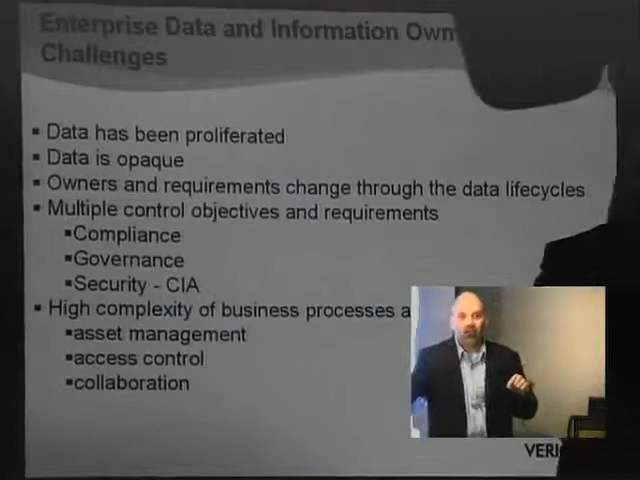 Enterprise Data and Information Own
Challenges
▪ Data has been proliferated
▪ Data is opaque
▪ Owners and requirements change through the data lifecycles
▪ Multiple control objectives and requirements
▪Compliance
▪Governance
▪Security - CIA
▪ High complexity of business processes a
▪asset management
▪access control
▪collaboration
VERI